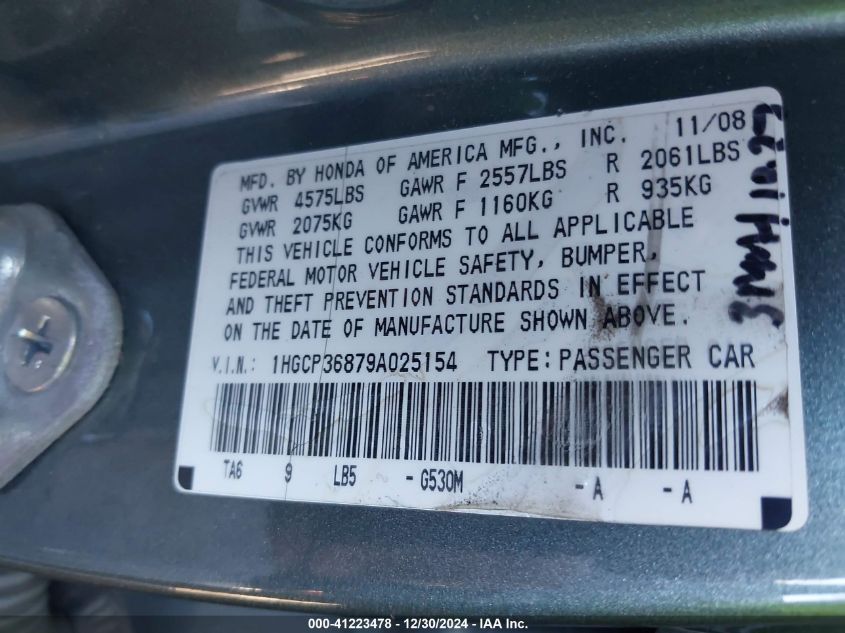 MFD. BY HONDA OF AMERICA MFG., INC. 11/08
GVWR 4575LBS GAWR F 2557LBS R 2061LBS
GVWR 2075KG GAWR F 1160KG R 935KG
THIS VEHICLE CONFORMS TO ALL APPLICABLE
FEDERAL MOTOR VEHICLE SAFETY, BUMPER,
AND THEFT PREVENTION STANDARDS IN EFFECT
ON THE DATE OF MANUFACTURE SHOWN ABOVE.
V.I.N.: 1HGCP36879A025154 TYPE: PASSENGER CAR
TA6 9 LB5 - G530M - A - A
000-41223478 - 12/30/2024 - IAA Inc.